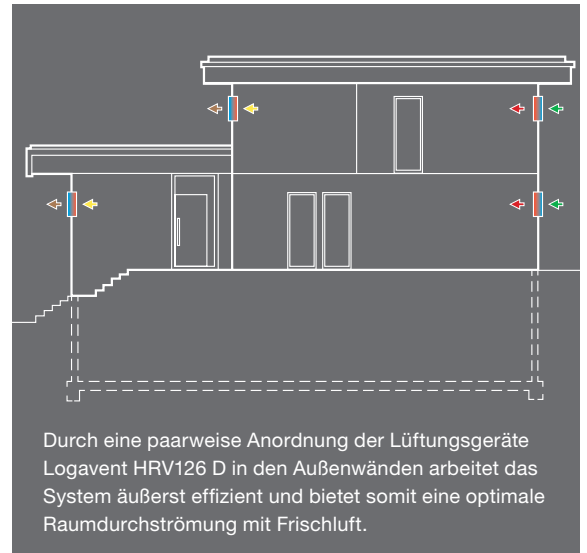 Durch eine paarweise Anordnung der Lüftungsgeräte
Logavent HRV126 D in den Außenwänden arbeitet das
System äußerst effizient und bietet somit eine optimale
Raumdurchströmung mit Frischluft.